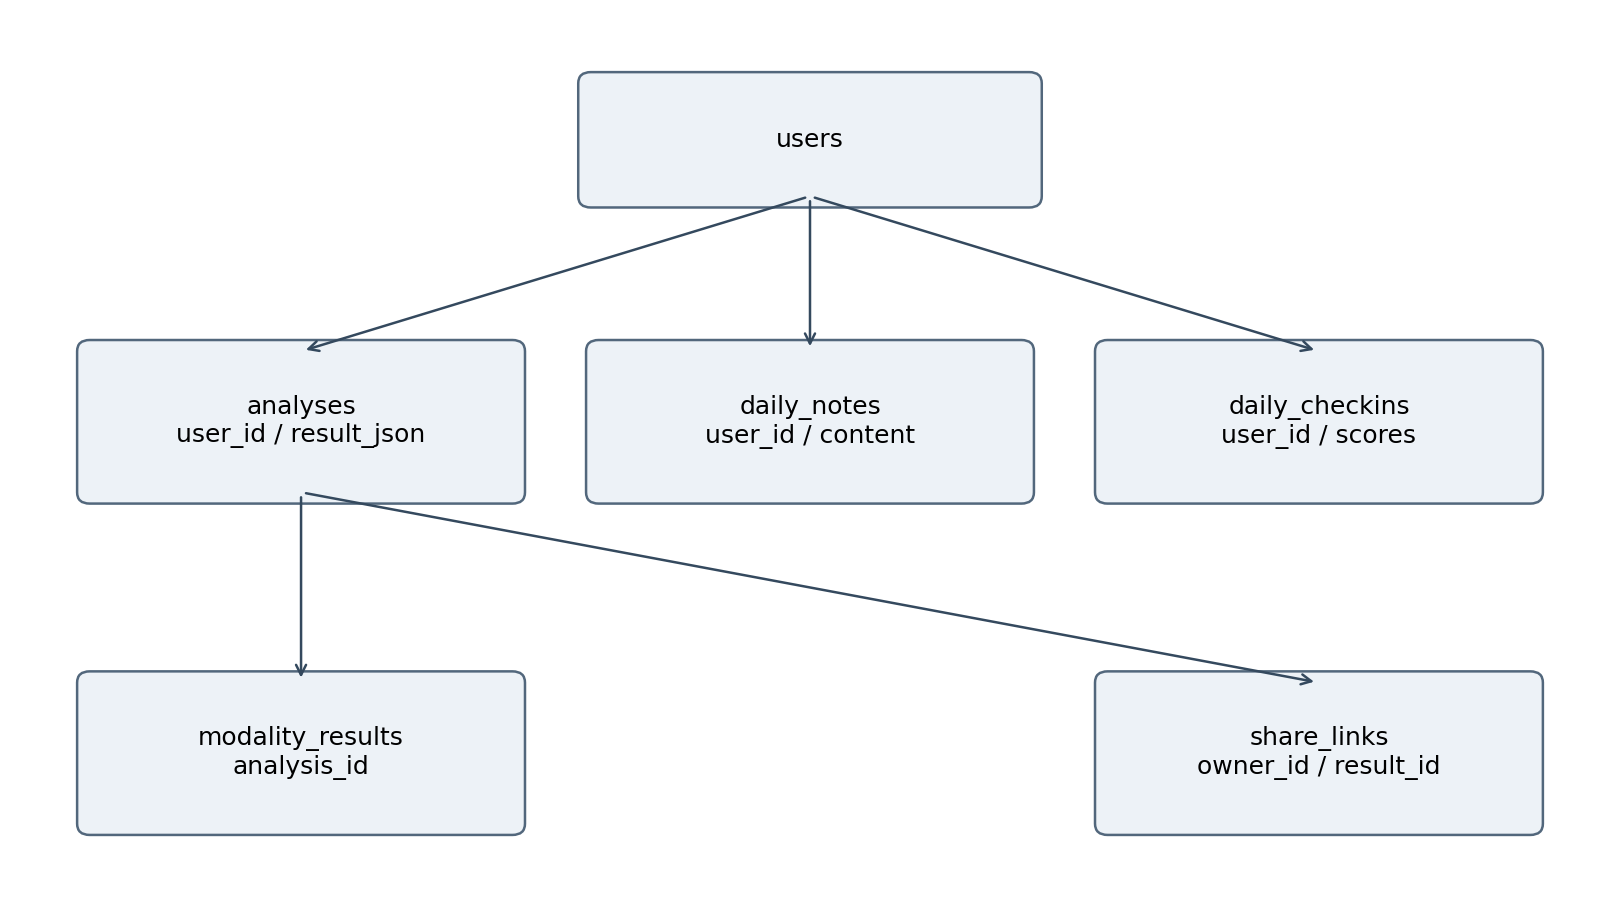 users
analyses
user_id / result_json
daily_notes
user_id / content
daily_checkins
user_id / scores
modality_results
analysis_id
share_links
owner_id / result_id